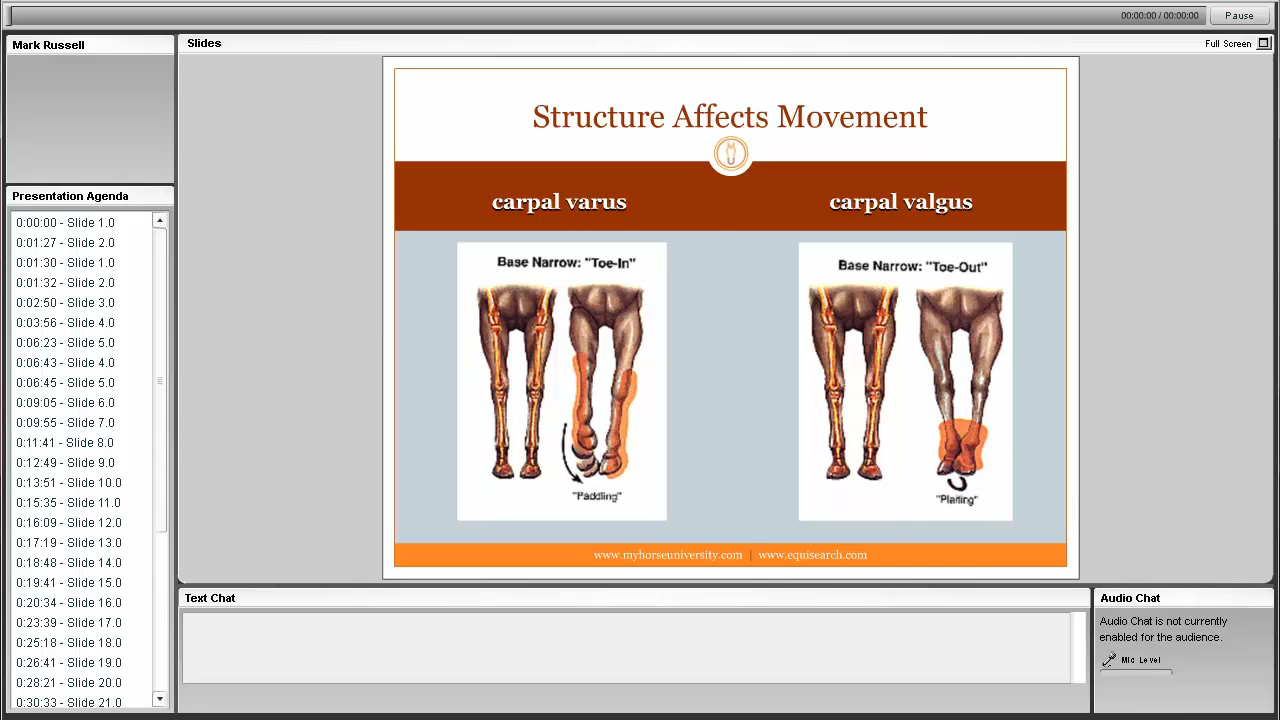 00:00:00 / 00:00:00
Pause
Mark Russell
Slides
Full Screen
Structure Affects Movement
carpal varus
carpal valgus
Base Narrow: "Toe-In"
"Paddling"
Base Narrow: "Toe-Out"
"Plaiting"
www.myhorseuniversity.com | www.equisearch.com
Presentation Agenda
0:00:00 - Slide 1.0
0:01:27 - Slide 2.0
0:01:30 - Slide 1.0
0:01:32 - Slide 2.0
0:02:50 - Slide 3.0
0:03:56 - Slide 4.0
0:06:23 - Slide 5.0
0:06:43 - Slide 4.0
0:06:45 - Slide 5.0
0:09:05 - Slide 6.0
0:09:55 - Slide 7.0
0:11:41 - Slide 8.0
0:12:49 - Slide 9.0
0:13:51 - Slide 10.0
0:15:35 - Slide 11.0
0:16:09 - Slide 12.0
0:17:19 - Slide 13.0
0:18:48 - Slide 14.0
0:19:41 - Slide 15.0
0:20:34 - Slide 16.0
0:23:39 - Slide 17.0
0:25:18 - Slide 18.0
0:26:41 - Slide 19.0
0:28:21 - Slide 20.0
0:30:33 - Slide 21.0
Text Chat
Audio Chat
Audio Chat is not currently
enabled for the audience.
Mic Level